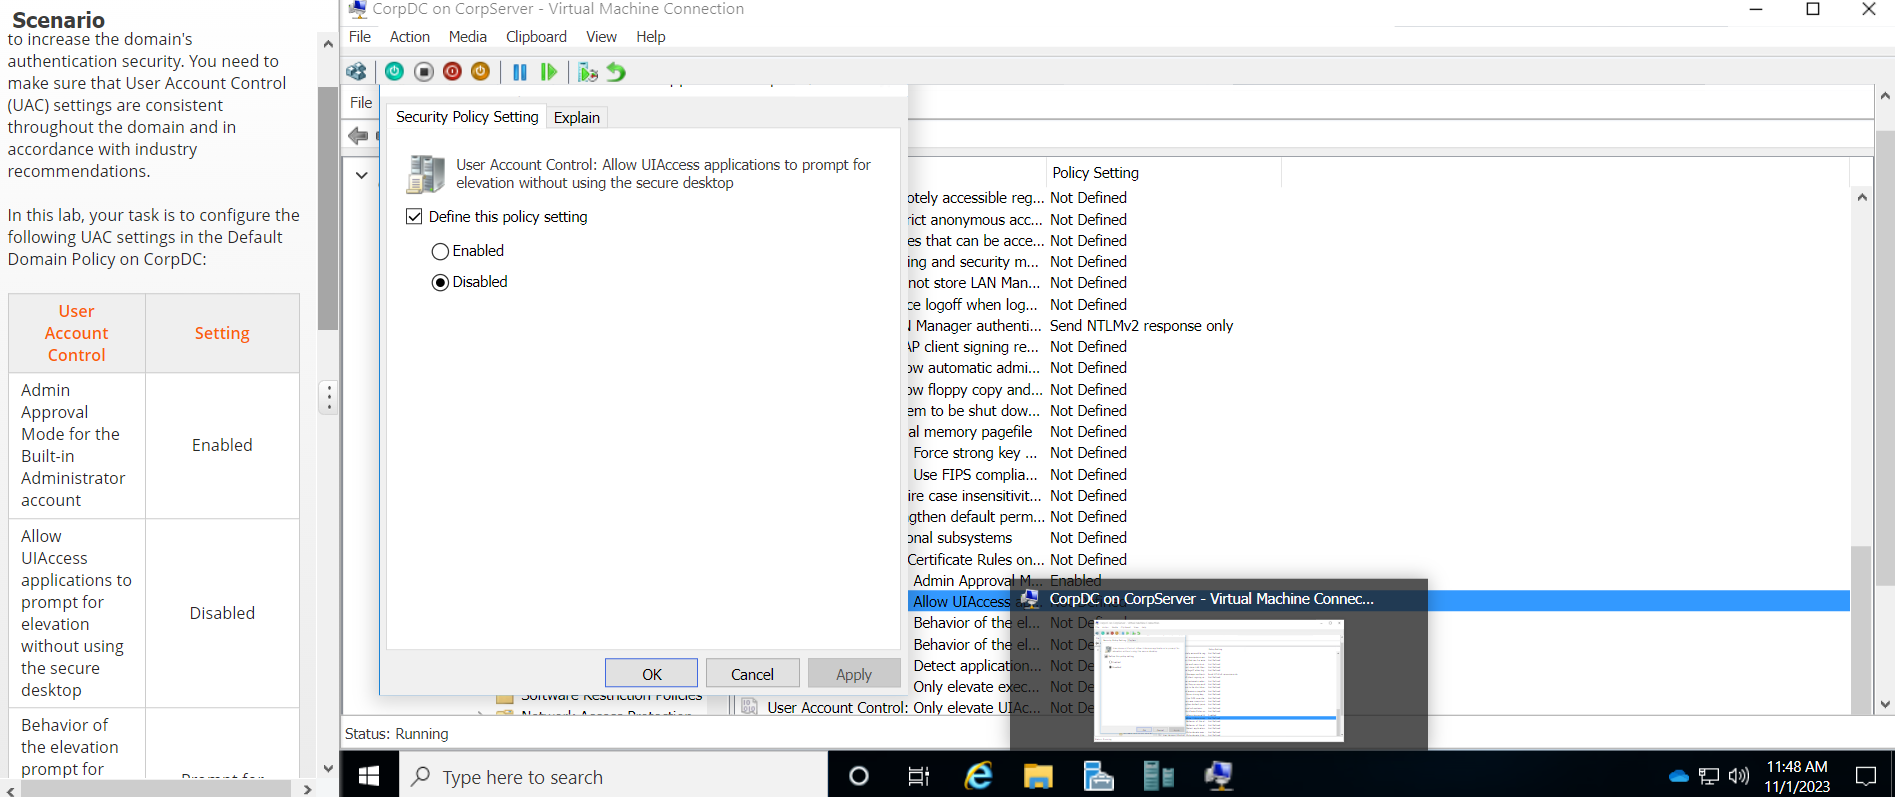 Scenario
to increase the domain's
authentication security. You need to
make sure that User Account Control
(UAC) settings are consistent
throughout the domain and in
accordance with industry
recommendations.
In this lab, your task is to configure the
following UAC settings in the Default
Domain Policy on CorpDC:
User
Account
Control
Setting
Admin
Approval
Mode for the
Built-in
Administrator
account
Enabled
Allow
UIAccess
applications to
prompt for
elevation
without using
the secure
desktop
Disabled
Behavior of
the elevation
prompt for
Prompt for
CorpDC on CorpServer - Virtual Machine Connection
File Action Media Clipboard View Help
File
Security Policy Setting Explain
User Account Control: Allow UIAccess applications to prompt for
elevation without using the secure desktop
Define this policy setting
Enabled
Disabled
OK Cancel Apply
Policy Setting
otely accessible reg... Not Defined
rict anonymous acc... Not Defined
es that can be acce... Not Defined
ing and security m... Not Defined
not store LAN Man... Not Defined
ce logoff when log... Not Defined
Manager authenti... Send NTLMv2 response only
AP client signing re... Not Defined
ow automatic admi... Not Defined
ow floppy copy and... Not Defined
em to be shut dow... Not Defined
al memory pagefile Not Defined
Force strong key ... Not Defined
Use FIPS complia... Not Defined
ire case insensitivit... Not Defined
gthen default perm... Not Defined
onal subsystems Not Defined
Certificate Rules on... Not Defined
Admin Approval M... Enabled
Allow UIAccess
Behavior of the el... Not De
Behavior of the el... Not De
Detect application... Not De
Only elevate exec... Not De
User Account Control: Only elevate UIAc... Not De
Software Restriction Policies
Network Access Protection
CorpDC on CorpServer - Virtual Machine Connec...
Status: Running
Type here to search
11:48 AM
11/1/2023